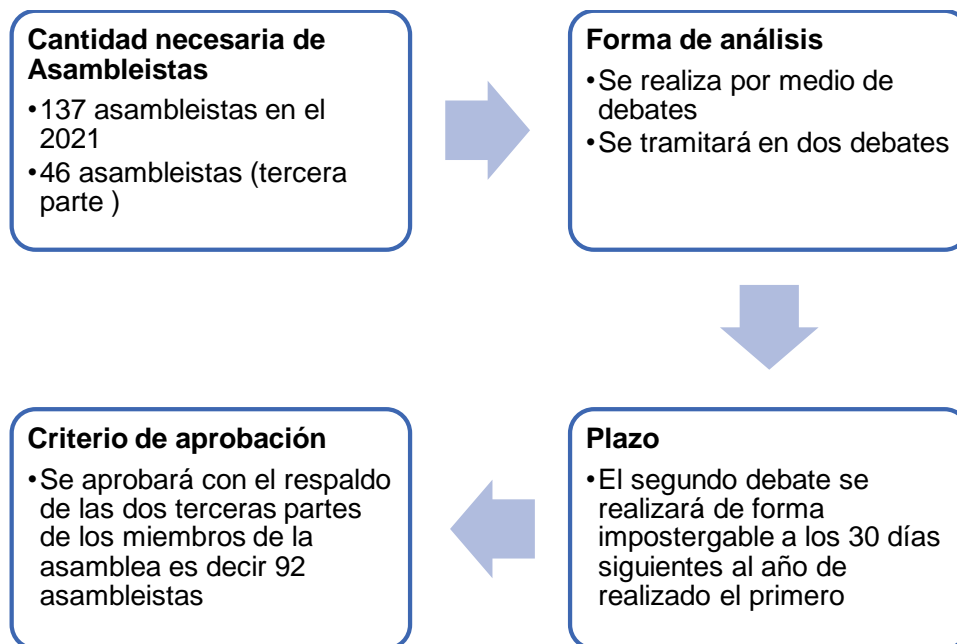 Cantidad necesaria de
Asambleistas
•137 asambleistas en el
2021
•46 asambleistas (tercera
parte )
Forma de análisis
•Se realiza por medio de
debates
•Se tramitará en dos debates
Plazo
•El segundo debate se
realizará de forma
impostergable a los 30 días
siguientes al año de
realizado el primero
Criterio de aprobación
•Se aprobará con el respaldo
de las dos terceras partes
de los miembros de la
asamblea es decir 92
asambleistas